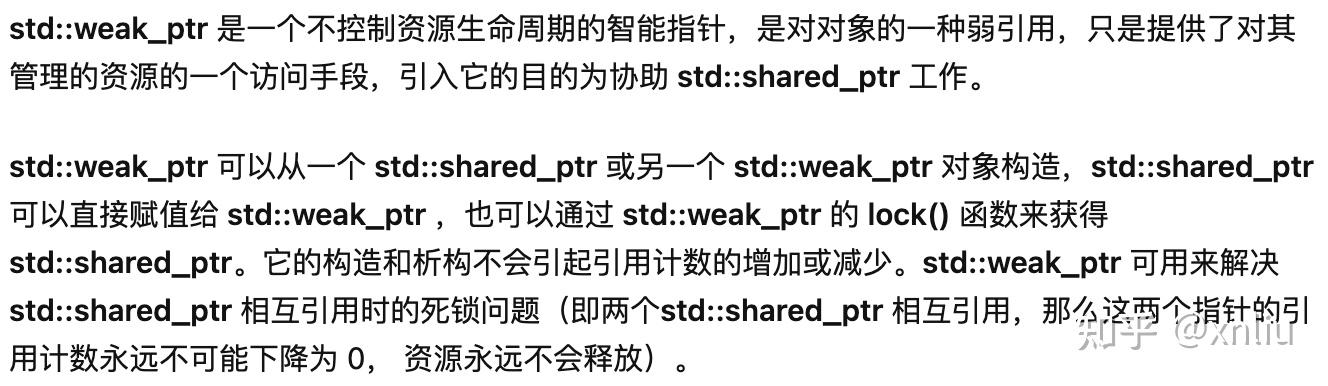 std::weak_ptr 是一个不控制资源生命周期的智能指针，是对对象的一种弱引用，只是提供了对其
管理的资源的一个访问手段，引入它的目的为协助 std::shared_ptr 工作。
std::weak_ptr 可以从一个 std::shared_ptr 或另一个 std::weak_ptr 对象构造，std::shared_ptr
可以直接赋值给 std::weak_ptr ，也可以通过 std::weak_ptr 的 lock() 函数来获得
std::shared_ptr。它的构造和析构不会引起引用计数的增加或减少。std::weak_ptr 可用来解决
std::shared_ptr 相互引用时的死锁问题（即两个std::shared_ptr 相互引用，那么这两个指针的引
用计数永远不可能下降为 0， 资源永远不会释放）。
知乎 @xnliu